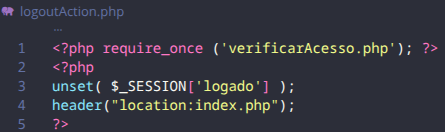 logoutAction.php
...
1 <?php require_once ('verificarAcesso.php'); ?>
2 <?php
3 unset( $_SESSION['logado'] );
4 header("location:index.php");
5 ?>